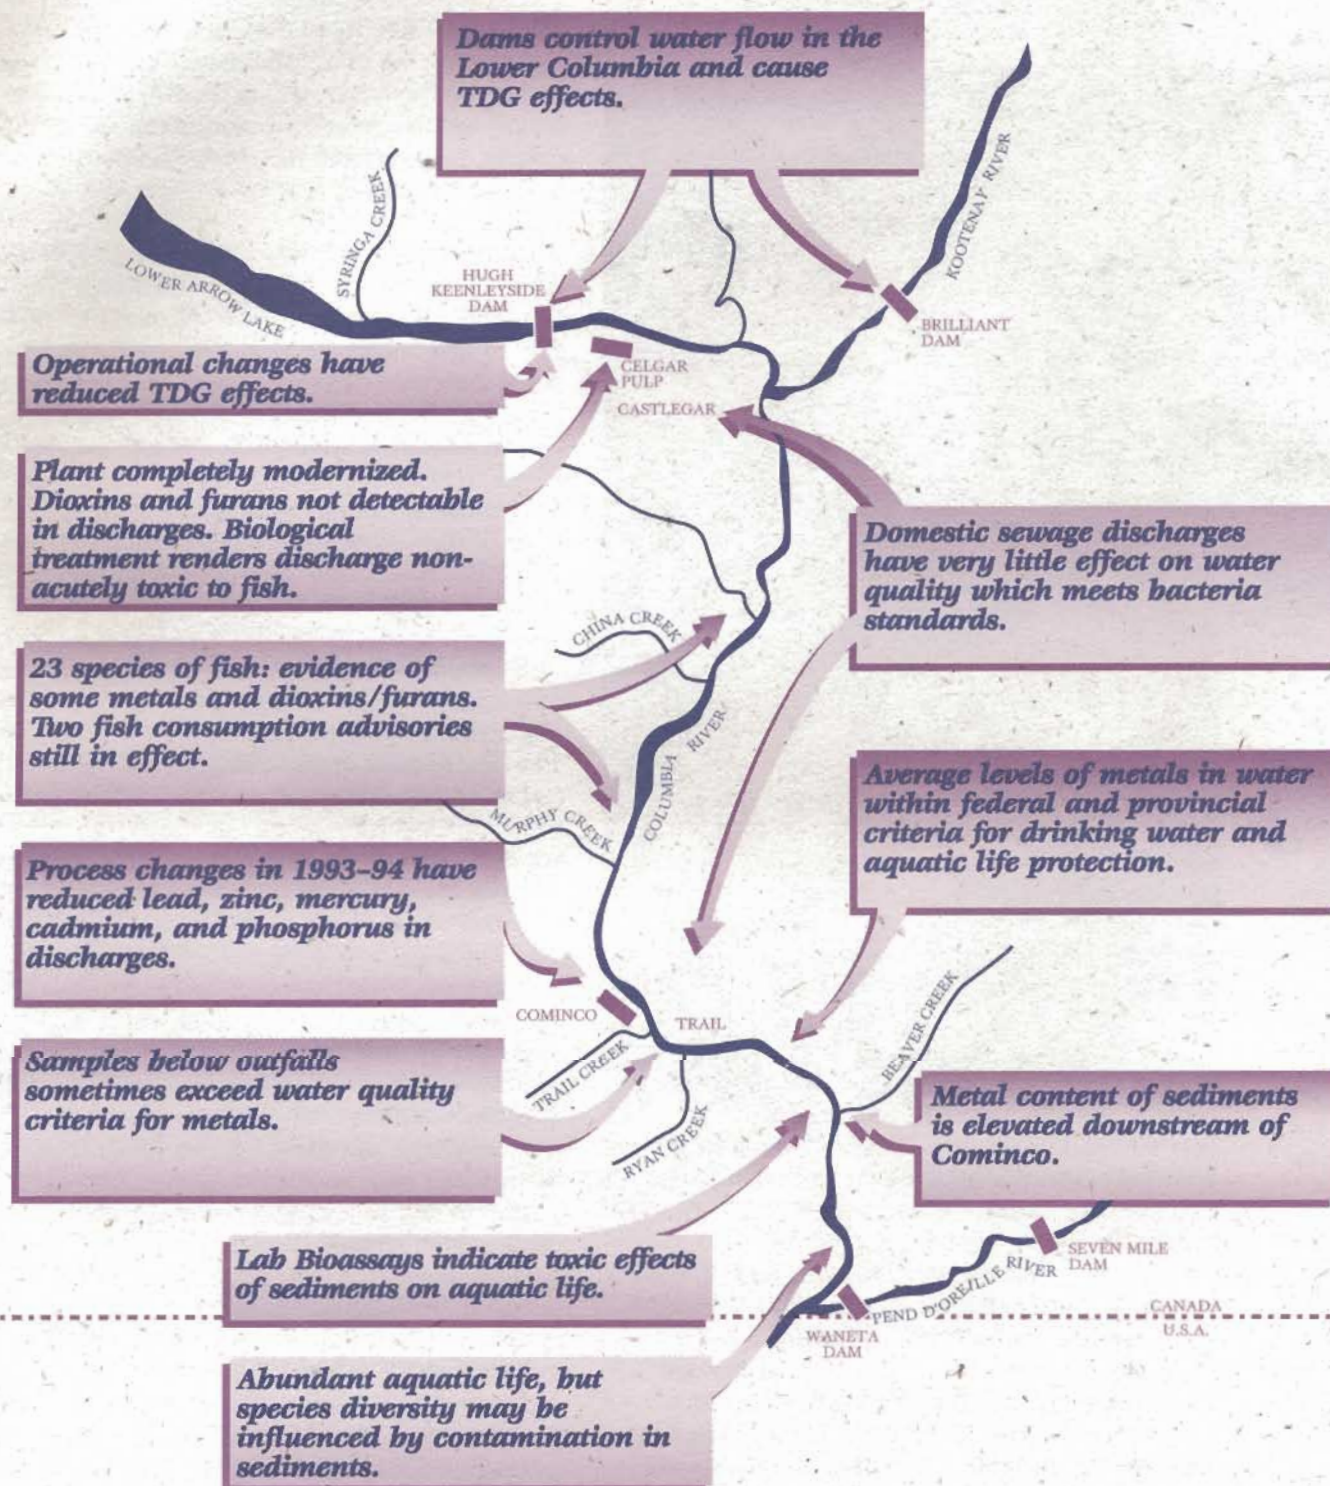 Dams control water flow in the
Lower Columbia and cause
TDG effects.
KOOTENAY RIVER
SYRINGA CREEK
LOWER ARROW LAKE
HUGH
KEENLEYSIDE
DAM
BRILLIANT
DAM
Operational changes have
reduced TDG effects.
CELGAR
PULP
CASTLEGAR
Plant completely modernized.
Dioxins and furans not detectable
in discharges. Biological
treatment renders discharge non-
acutely toxic to fish.
Domestic sewage discharges
have very little effect on water
quality which meets bacteria
standards.
CHINA CREEK
23 species of fish: evidence of
some metals and dioxins/furans.
Two fish consumption advisories
still in effect.
COLUMBIA RIVER
Average levels of metals in water
within federal and provincial
criteria for drinking water and
aquatic life protection.
MURPHY CREEK
Process changes in 1993–94 have
reduced lead, zinc, mercury,
cadmium, and phosphorus in
discharges.
COMINCO
TRAIL
BEAVER CREEK
Samples below outfalls
sometimes exceed water quality
criteria for metals.
TRAIL CREEK
RYAN CREEK
Metal content of sediments
is elevated downstream of
Cominco.
Lab Bioassays indicate toxic effects
of sediments on aquatic life.
SEVEN MILE
DAM
PEND D'OREILLE RIVER
CANADA
U.S.A.
WANETA
DAM
Abundant aquatic life, but
species diversity may be
influenced by contamination in
sediments.